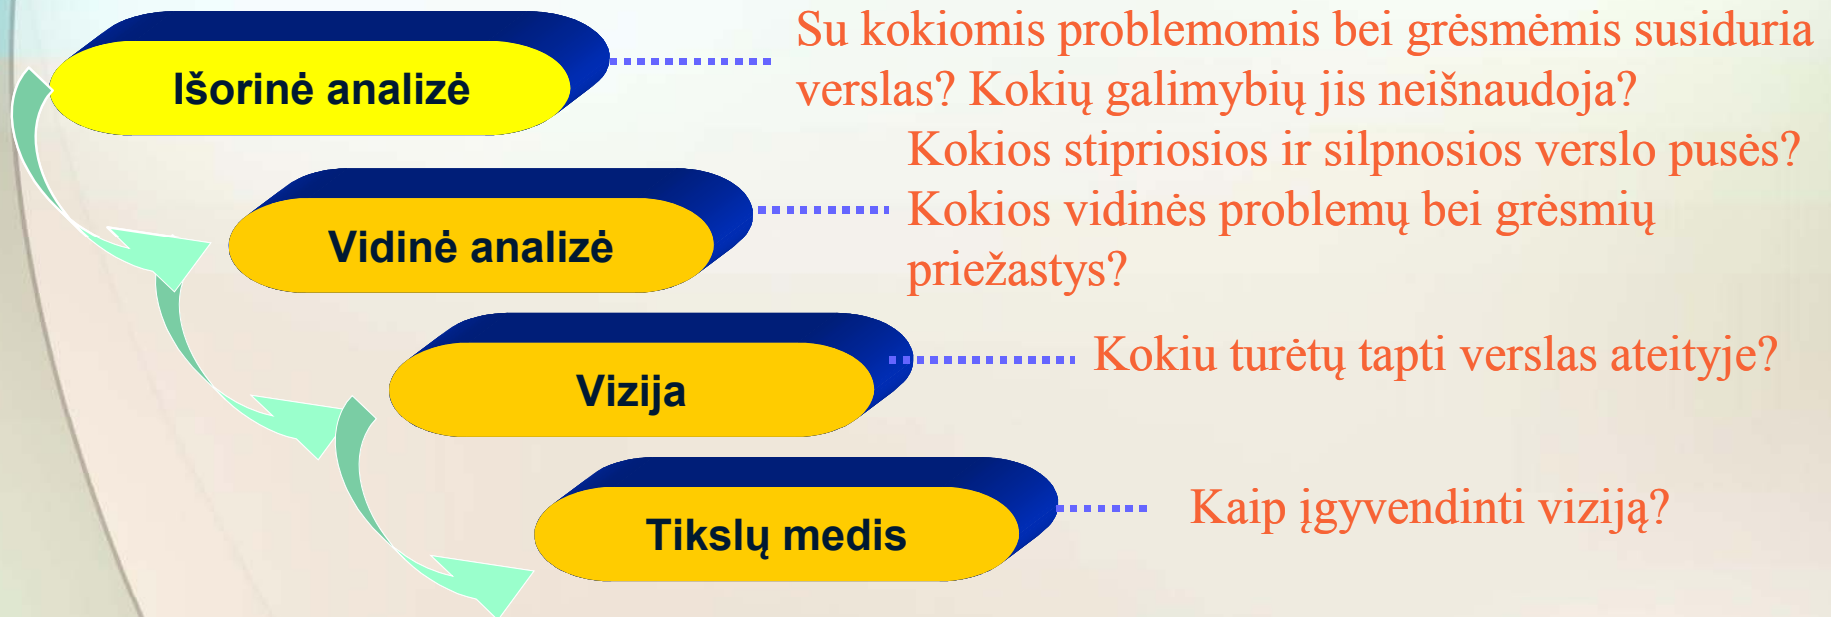 Išorinė analizė
Su kokiomis problemomis bei grėsmėmis susiduria
verslas? Kokių galimybių jis neišnaudoja?
Vidinė analizė
Kokios stipriosios ir silpnosios verslo pusės?
Kokios vidinės problemų bei grėsmių
priežastys?
Vizija
Kokiu turėtų tapti verslas ateityje?
Tikslų medis
Kaip įgyvendinti viziją?